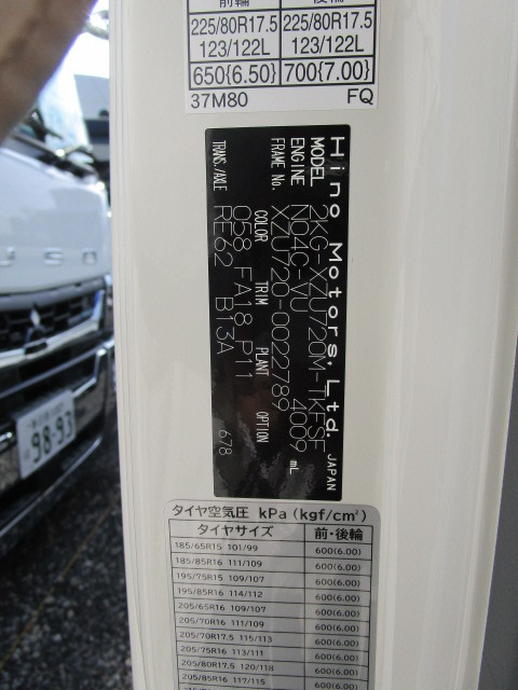 前輪 後輪
225/80R17.5 225/80R17.5
123/122L 123/122L
650{6.50} 700{7.00}
37M80 FQ
Hino Motors, Ltd. JAPAN
MODEL 2KG-XZU720M-TKFSF
ENGINE N04C-VU 4009 mL
FRAME No. XZU720-0022789
COLOR TRIM PLANT OPTION
058 FA18 P11
TRANS./AXLE RE62 B13A 678
タイヤ空気圧 kPa (kgf/cm²)
タイヤサイズ 前・後輪
185/65R15 101/99 600(6.00)
185/85R16 111/109 600(6.00)
195/75R15 109/107 600(6.00)
195/85R16 114/112 600(6.00)
205/65R16 109/107 600(6.00)
205/70R16 111/109 600(6.00)
205/70R17.5 115/113 600(6.00)
205/75R16 113/111 600(6.00)
205/80R17.5 120/118 600(6.00)
205/85R16 117/115 600(6.00)
USO
98-93